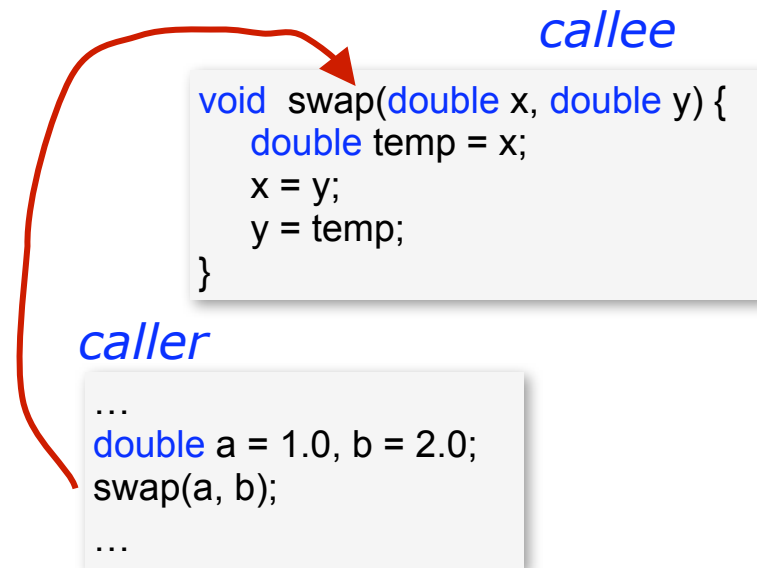 callee
void  swap(double x, double y) {
   double temp = x;
   x = y;
   y = temp;
}
caller
…
double a = 1.0, b = 2.0;
swap(a, b);
…